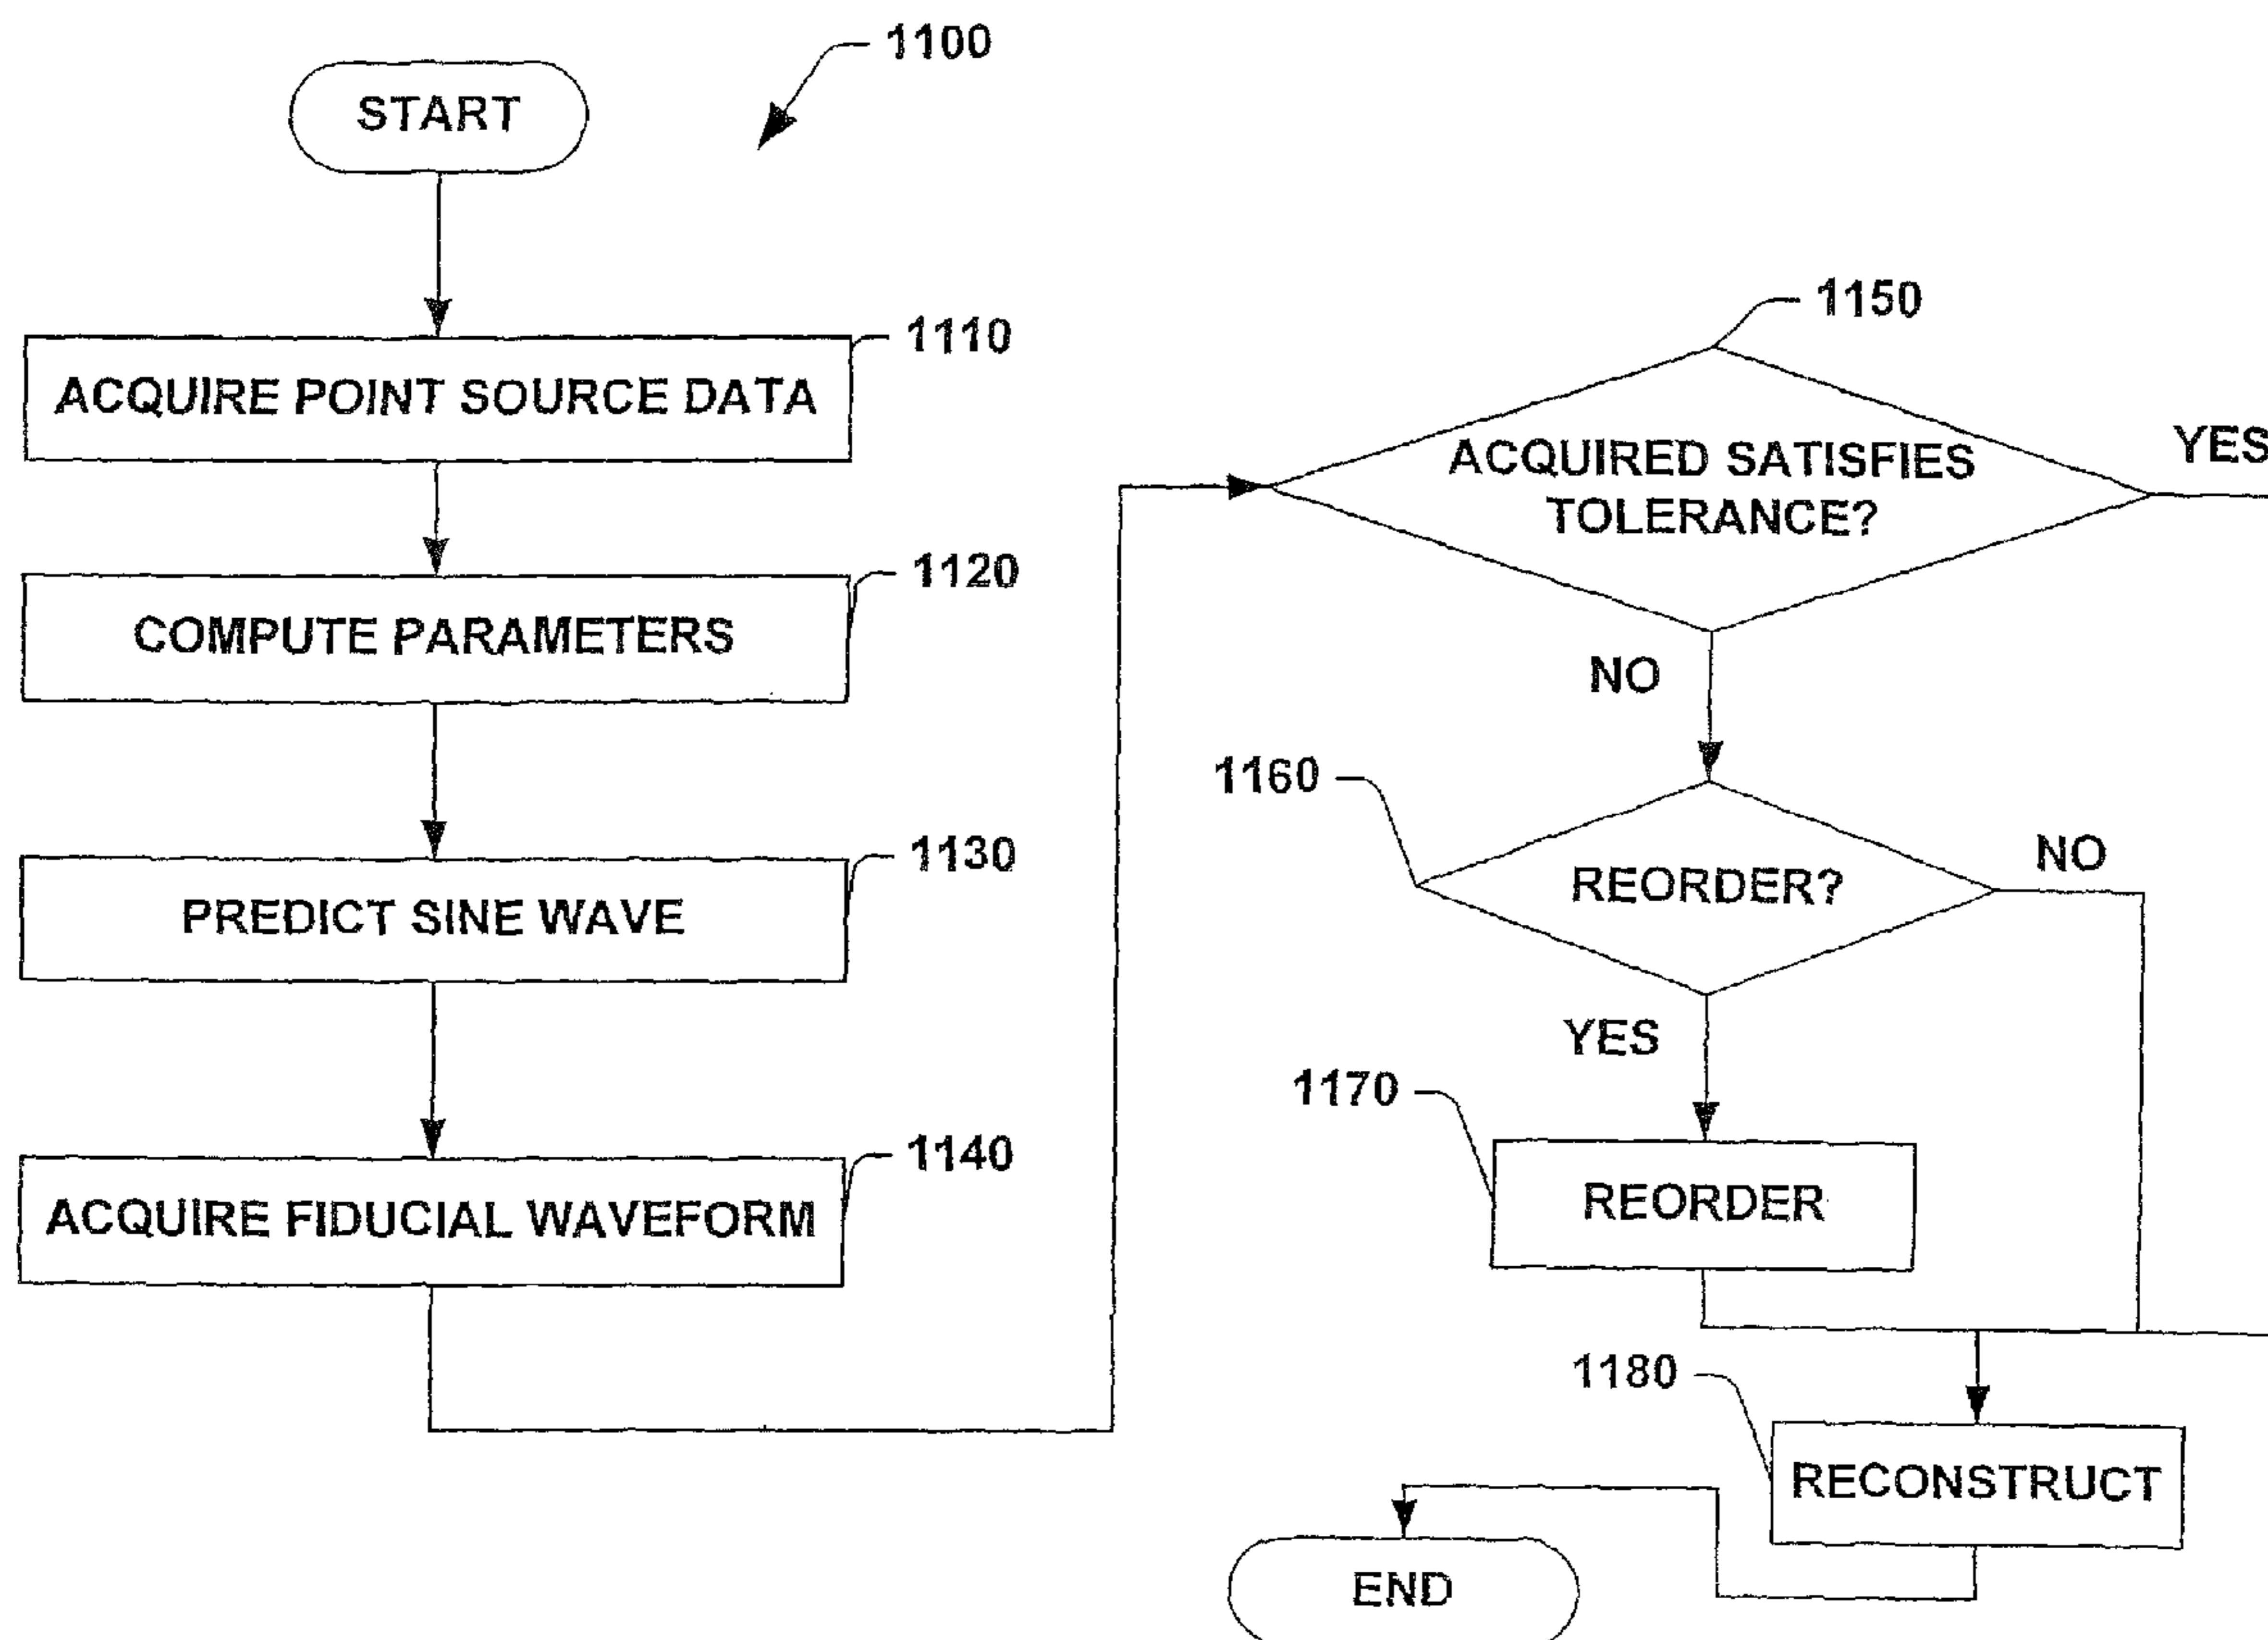 1100
START
1110
ACQUIRE POINT SOURCE DATA
1120
COMPUTE PARAMETERS
1130
PREDICT SINE WAVE
1140
ACQUIRE FIDUCIAL WAVEFORM
1150
ACQUIRED SATISFIES
TOLERANCE?
YES
NO
1160
REORDER?
NO
YES
1170
REORDER
1180
RECONSTRUCT
END